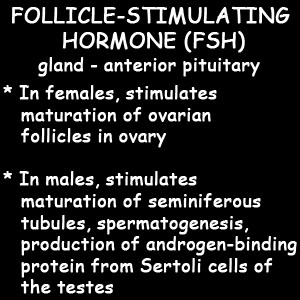 FOLLICLE-STIMULATING
HORMONE (FSH)
gland - anterior pituitary
* In females, stimulates
maturation of ovarian
follicles in ovary
* In males, stimulates
maturation of seminiferous
tubules, spermatogenesis,
production of androgen-binding
protein from Sertoli cells of
the testes